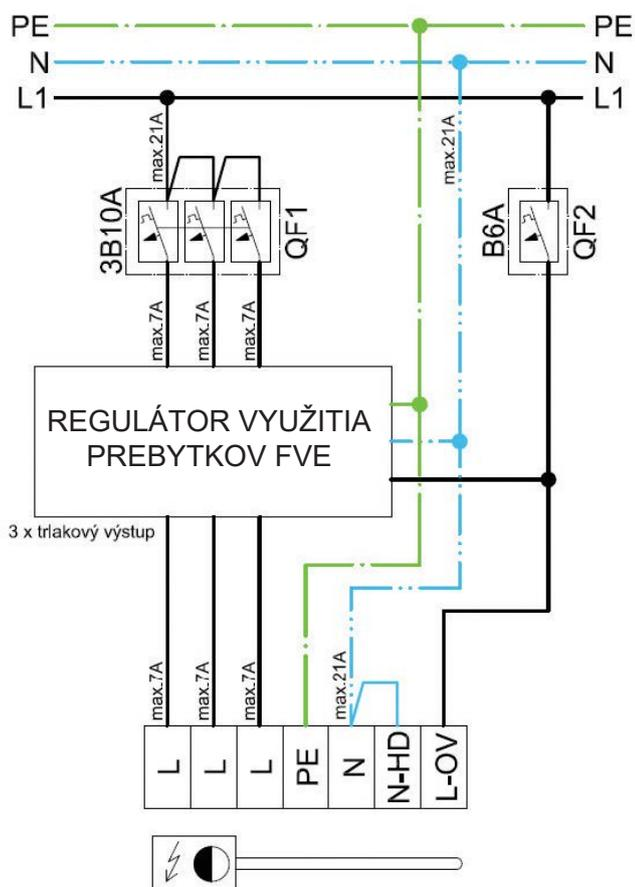 PE PE
N N
L1 L1
max.21A
max.21A
3B10A
QF1
B6A
QF2
max.7A
max.7A
max.7A
REGULÁTOR VYUŽITIA
PREBYTKOV FVE
3 x trlakový výstup
max.7A
max.7A
max.7A
max.21A
L
L
L
PE
N
N-HD
L-OV